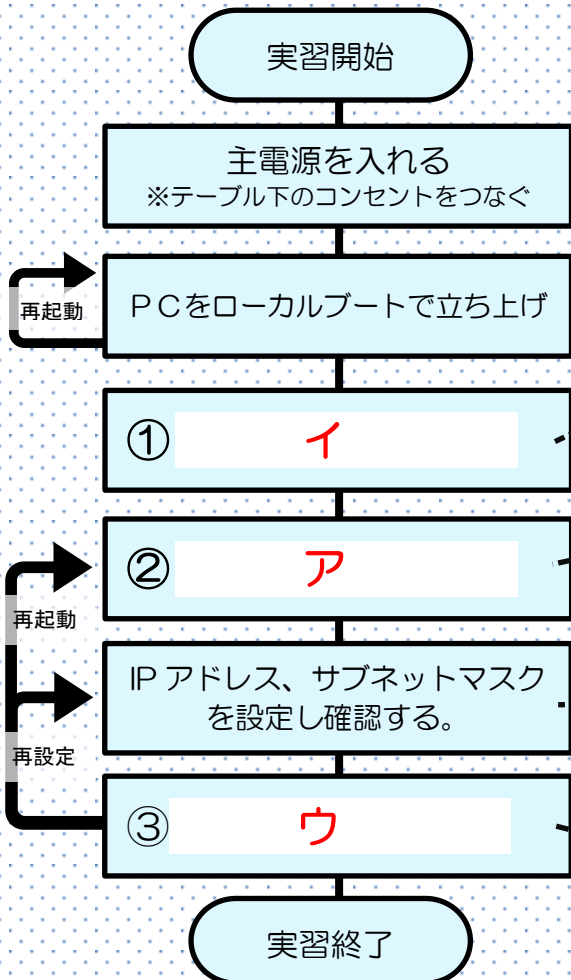 実習開始
主電源を入れる
※テーブル下のコンセントをつなぐ
再起動
ＰＣをローカルブートで立ち上げ
① イ
② ア
再起動
IP アドレス、サブネットマスク
を設定し確認する。
再設定
③ ウ
実習終了